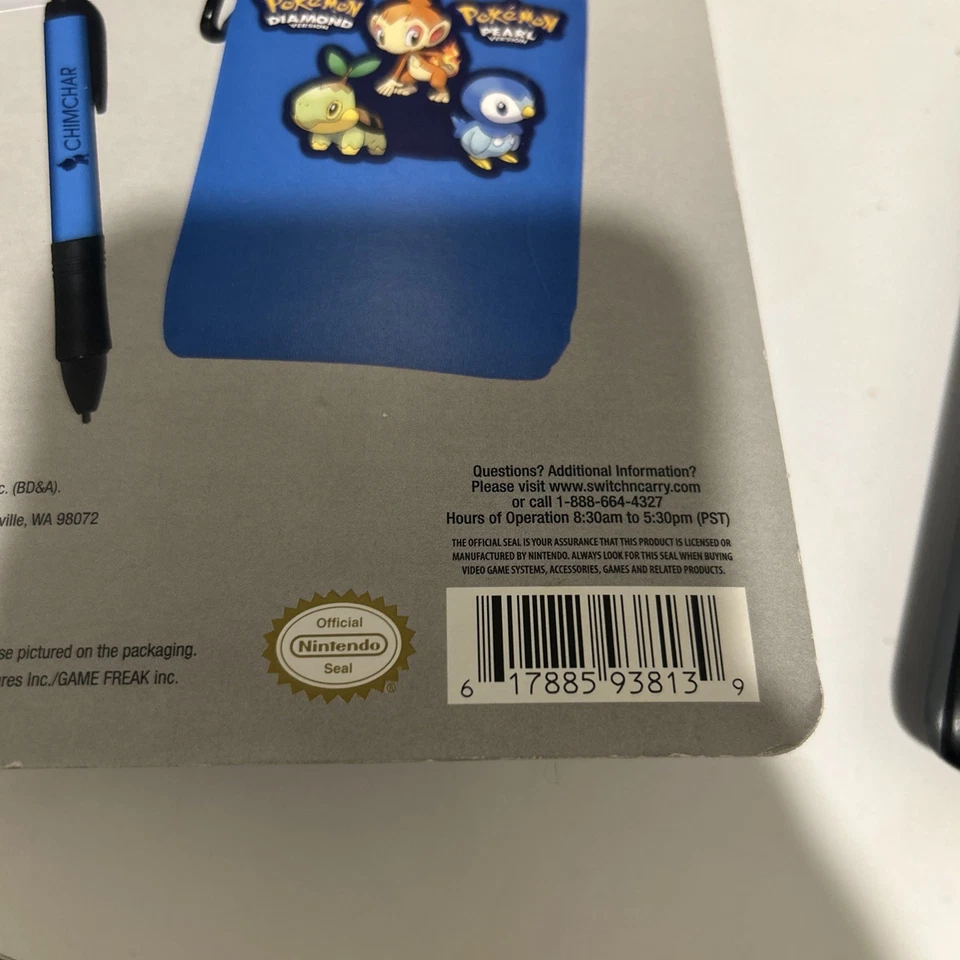 POKéMON
DIAMOND
VERSION
POKéMON
PEARL
VERSION
CHIMCHAR
c. (BD&A).
ville, WA 98072
Questions? Additional Information?
Please visit www.switchncarry.com
or call 1-888-664-4327
Hours of Operation 8:30am to 5:30pm (PST)
THE OFFICIAL SEAL IS YOUR ASSURANCE THAT THIS PRODUCT IS LICENSED OR
MANUFACTURED BY NINTENDO. ALWAYS LOOK FOR THIS SEAL WHEN BUYING
VIDEO GAME SYSTEMS, ACCESSORIES, GAMES AND RELATED PRODUCTS.
se pictured on the packaging.
res Inc./GAME FREAK inc.
Official
Nintendo
Seal
®
6 17885 93813 9